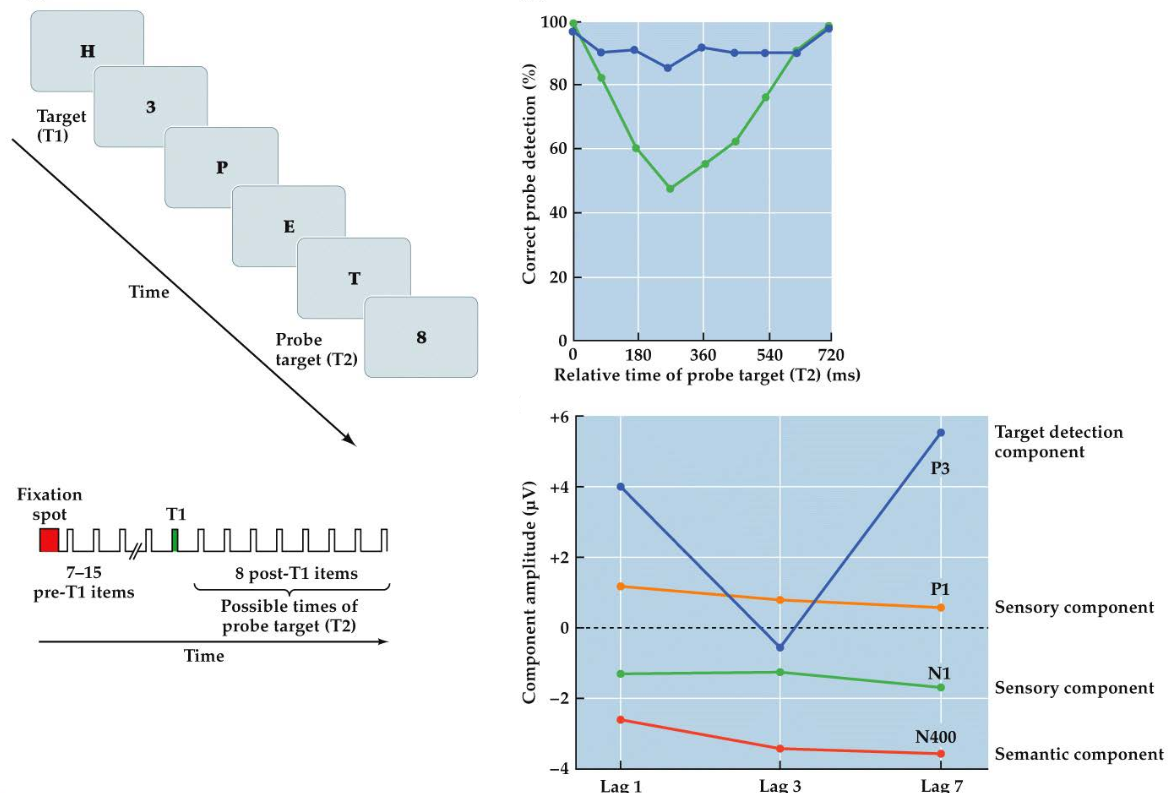 H
3
Target
(T1)
P
E
T
Time
8
Probe
target (T2)
Fixation
spot
T1
7–15
pre-T1 items
8 post-T1 items
Possible times of
probe target (T2)
Time
Correct probe detection (%)
100
80
60
40
20
0
0 180 360 540 720
Relative time of probe target (T2) (ms)
Component amplitude (µV)
+6
+4
+2
0
–2
–4
P3
P1
N1
N400
Target detection
component
Sensory component
Sensory component
Semantic component
Lag 1 Lag 3 Lag 7